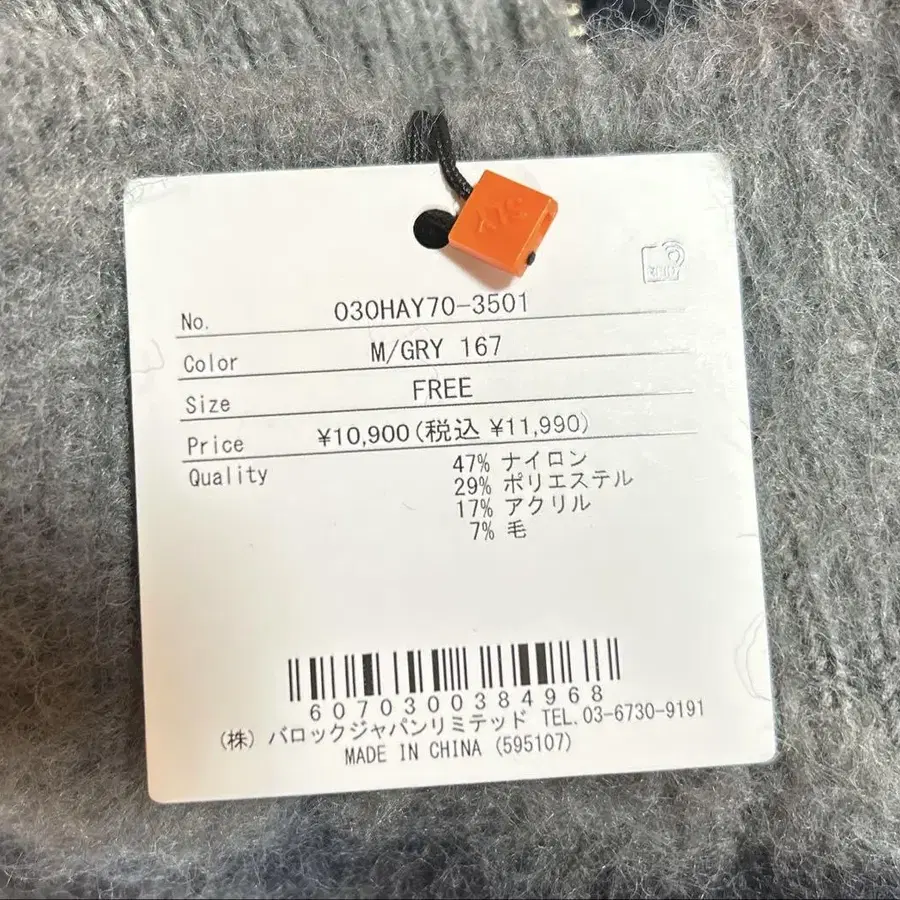 SLY
No. 030HAY70-3501
Color M/GRY 167
Size FREE
Price ¥10,900(税込 ¥11,990)
Quality 47% ナイロン
29% ポリエステル
17% アクリル
7% 毛
6070300384968
(株) バロックジャパンリミテッド TEL.03-6730-9191
MADE IN CHINA (595107)